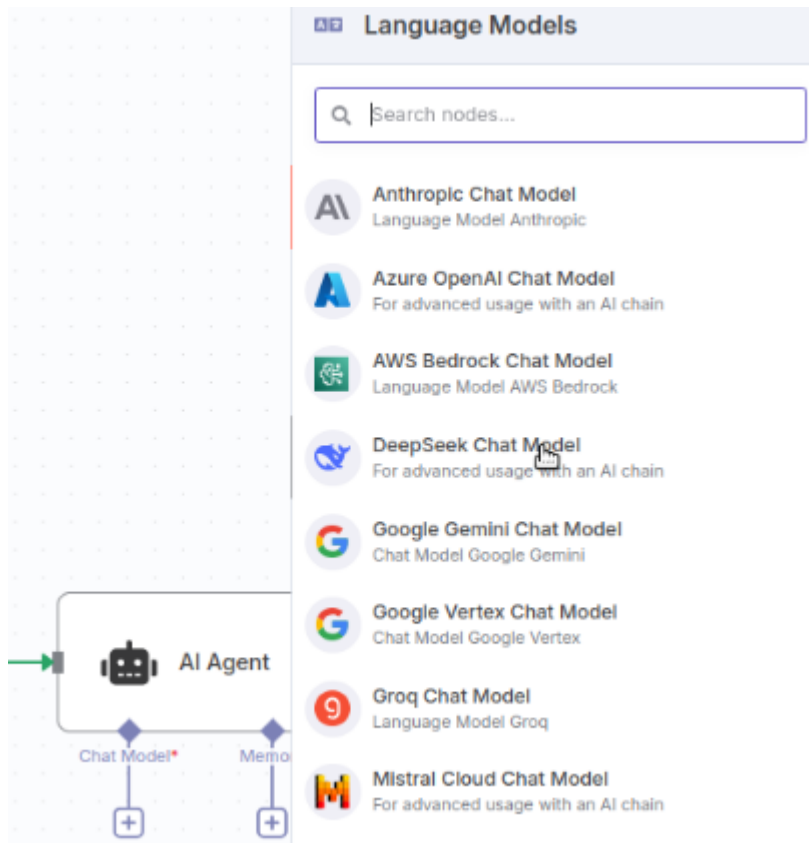 Language Models
Search nodes...
Anthropic Chat Model
Language Model Anthropic
Azure OpenAI Chat Model
For advanced usage with an AI chain
AWS Bedrock Chat Model
Language Model AWS Bedrock
DeepSeek Chat Model
For advanced usage with an AI chain
Google Gemini Chat Model
Chat Model Google Gemini
Google Vertex Chat Model
Chat Model Google Vertex
Groq Chat Model
Language Model Groq
Mistral Cloud Chat Model
For advanced usage with an AI chain
AI Agent
Chat Model*
Memo